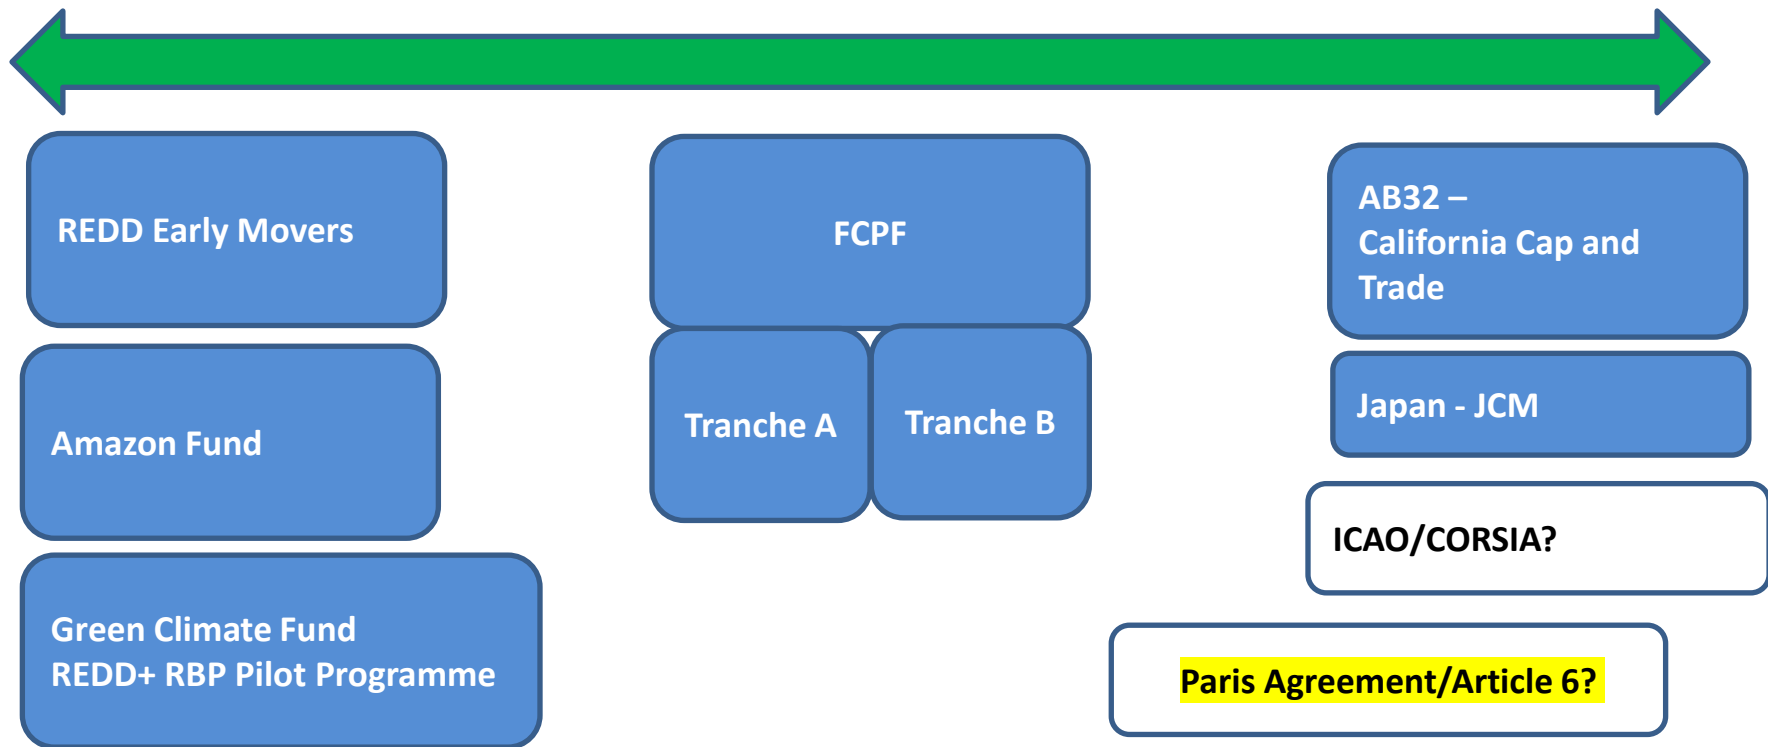 REDD Early Movers
Amazon Fund
Green Climate Fund
REDD+ RBP Pilot Programme
FCPF
Tranche A
Tranche B
AB32 –
California Cap and
Trade
Japan - JCM
ICAO/CORSIA?
Paris Agreement/Article 6?